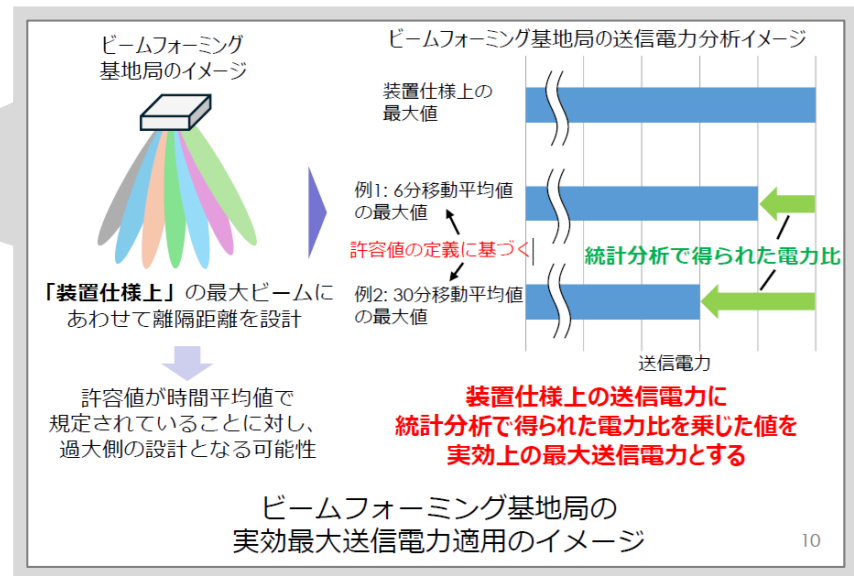 ビームフォーミング
基地局のイメージ
「装置仕様上」の最大ビームに
あわせて離隔距離を設計
許容値が時間平均値で
規定されていることに対し、
過大側の設計となる可能性
ビームフォーミング基地局の送信電力分析イメージ
装置仕様上の
最大値
例1: 6分移動平均値
の最大値
許容値の定義に基づく
統計分析で得られた電力比
例2: 30分移動平均値
の最大値
送信電力
装置仕様上の送信電力に
統計分析で得られた電力比を乗じた値を
実効上の最大送信電力とする
ビームフォーミング基地局の
実効最大送信電力適用のイメージ
10